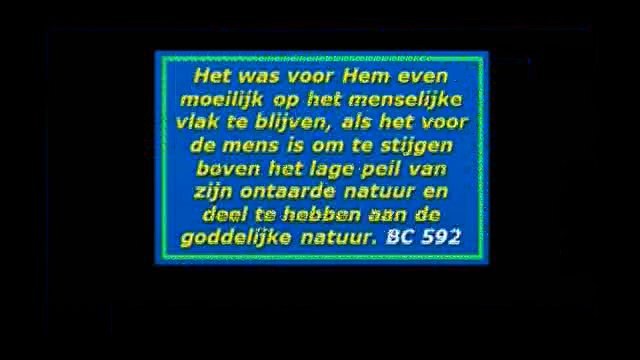 Het was voor Hem even
moeilijk op het menselijke
vlak te blijven, als het voor
de mens is om te stijgen
boven het lage peil van
zijn ontaarde natuur en
deel te hebben aan de
goddelijke natuur. BC 592